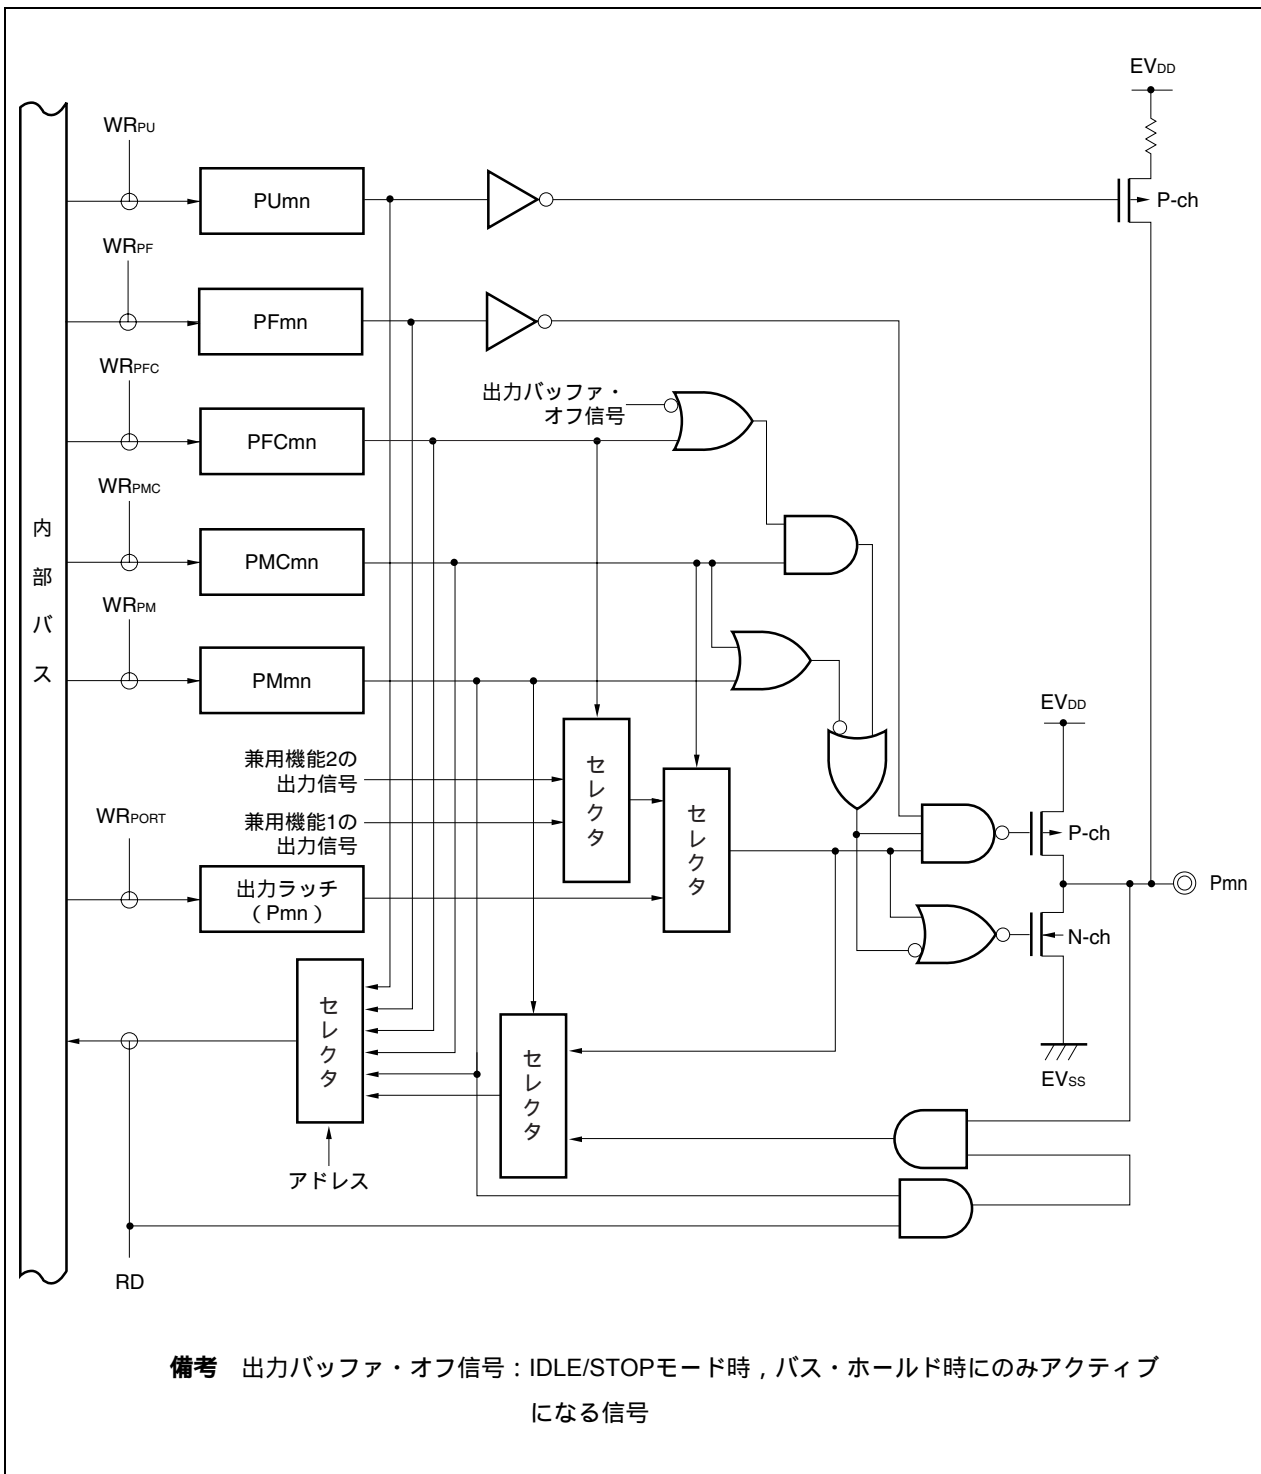 EVDD
WRPU
PUmn
P-ch
WRPF
PFmn
WRPFC
出力バッファ・
オフ信号
PFCmn
WRPMC
PMCmn
内部バス
WRPM
PMmn
EVDD
兼用機能2の
出力信号
セレクタ
セレクタ
WRPORT
兼用機能1の
出力信号
P-ch
出力ラッチ
(Pmn)
Pmn
N-ch
セレクタ
セレクタ
EVSS
アドレス
RD
備考 出力バッファ・オフ信号:IDLE/STOPモード時,バス・ホールド時にのみアクティブ
になる信号